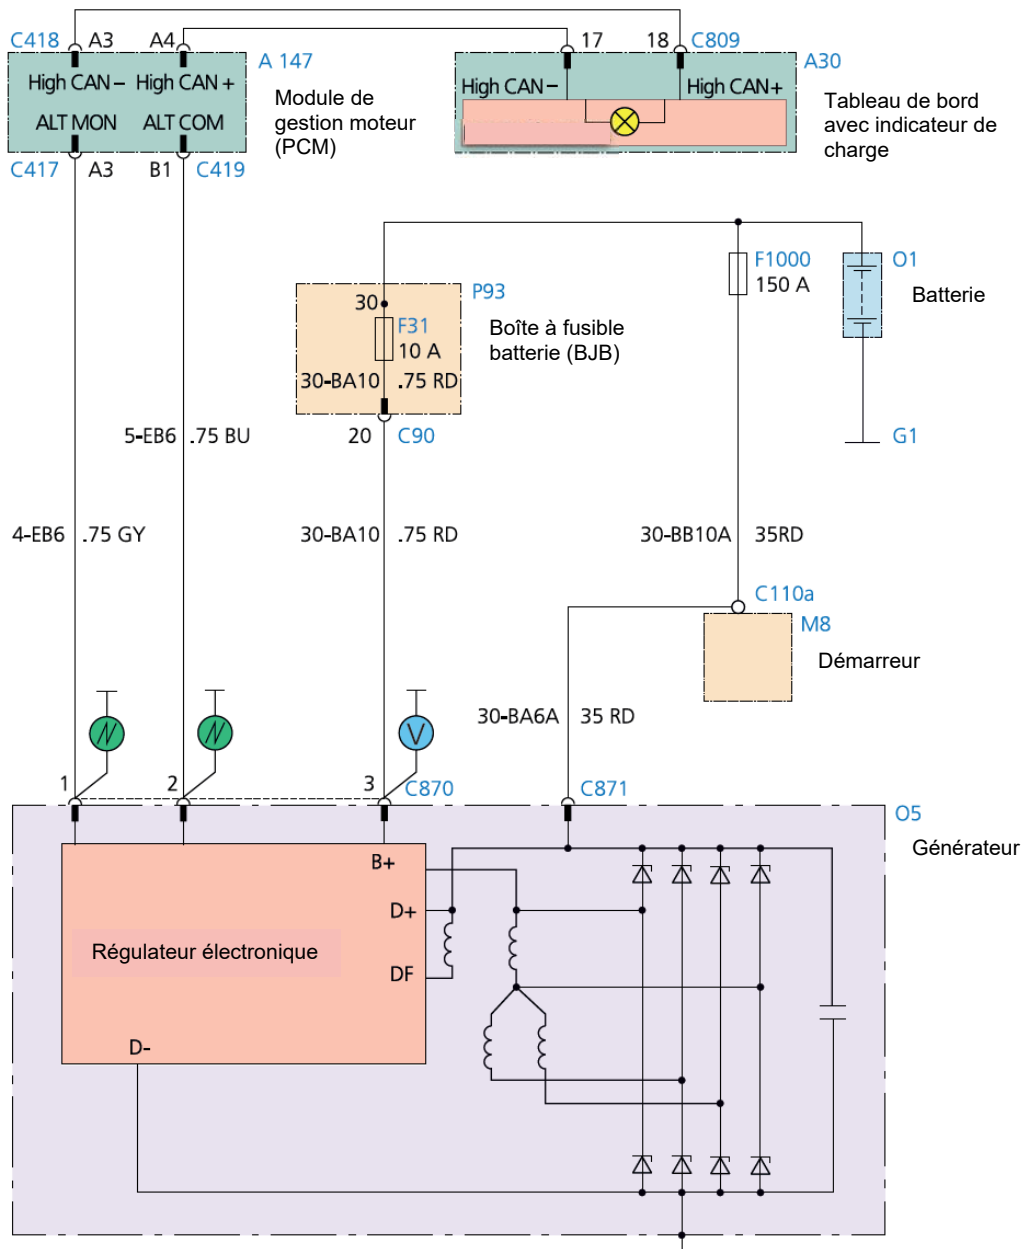 C418 A3 A4 17 18 C809
A 147 A30
High CAN – High CAN + High CAN – High CAN+
Module de
gestion moteur
(PCM)
Tableau de bord
avec indicateur de
charge
ALT MON ALT COM
C417 A3 B1 C419
F1000
150 A
O1
Batterie
P93
30
F31
10 A
Boîte à fusible
batterie (BJB)
30-BA10 .75 RD
5-EB6 .75 BU
20 C90
G1
4-EB6 .75 GY
30-BA10 .75 RD
30-BB10A 35RD
C110a
M8
Démarreur
30-BA6A 35 RD
N N V
1 2 3 C870 C871
O5
Générateur
B+
D+
Régulateur électronique
DF
D-